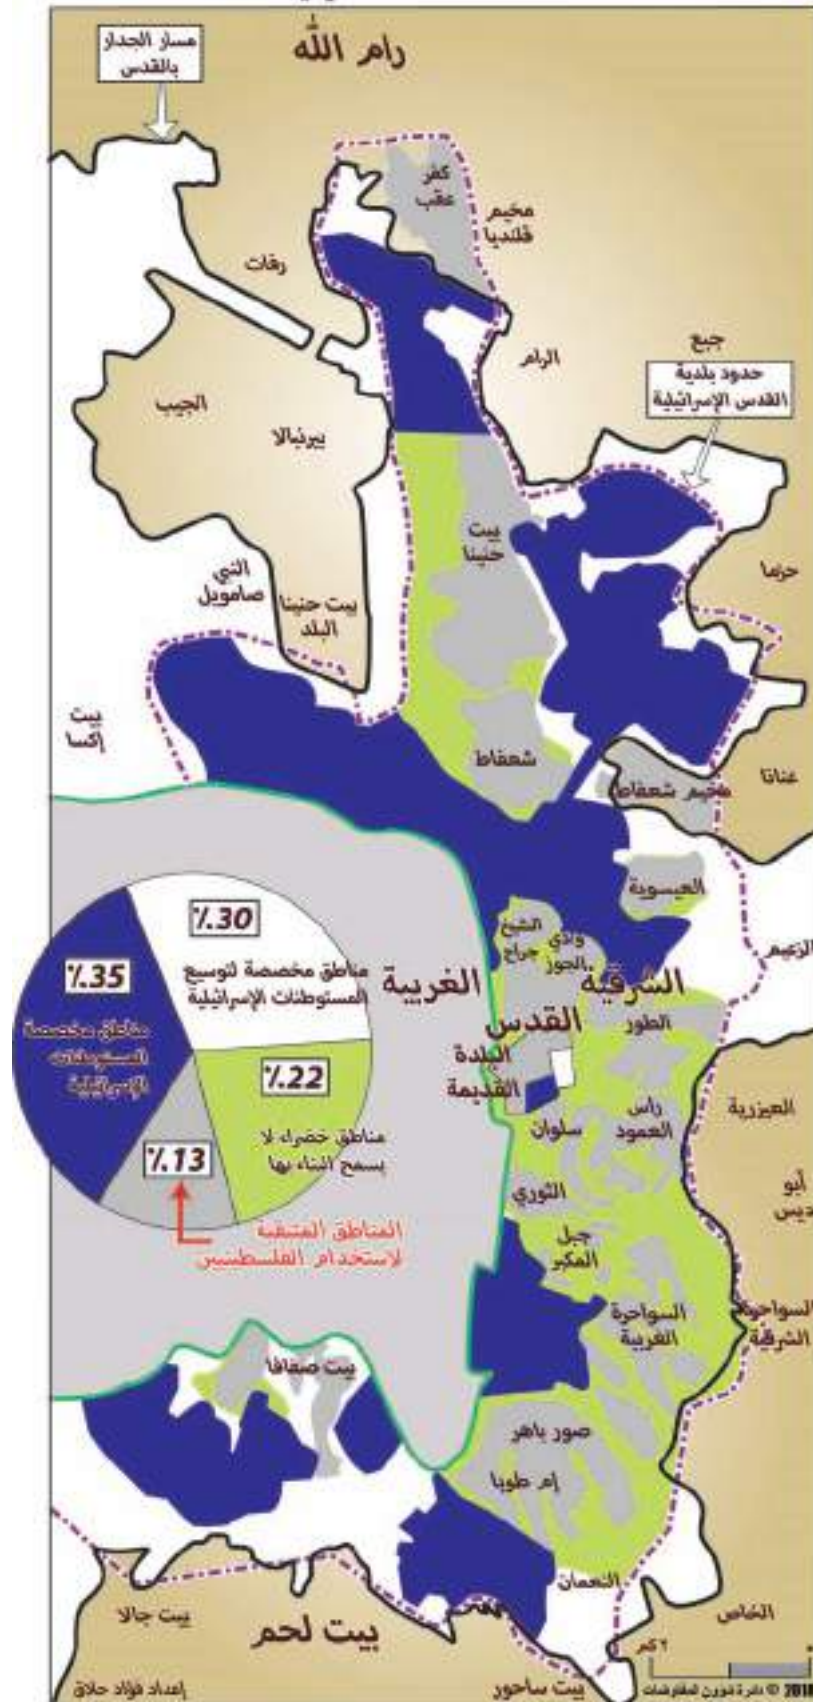 مسار الجدار
بالقدس
رام الله
كفر
عقب
مخيم
قلنديا
رفات
الرام
جبع
حدود بلدية
القدس الإسرائيلية
الجيب
بيرنبالا
بيت
حنينا
حزما
النبي
صامويل
بيت حنينا
البلد
بيت
إكسا
شعفاط
مخيم شعفاط
عناتا
العيسوية
الشيخ
جراح
وادي
الجوز
الزعيم
الغربية
الشرقية
القدس
الطور
البلدة
القديمة
٪30
مناطق مخصصة لتوسيع
المستوطنات الإسرائيلية
٪35
مناطق مخصصة
المستوطنات
الإسرائيلية
٪22
مناطق خضراء لا
يسمح البناء بها
٪13
المناطق المتبقية
لاستخدام الفلسطينيين
سلوان
رأس
العمود
العيزرية
أبو
ديس
الثوري
جبل
المكبر
السواحرة
الغربية
السواحرة
الشرقية
بيت صفافا
صور باهر
إم طوبا
النعمان
الخاص
بيت جالا
بيت لحم
بيت ساحور
٢ كم
إعداد فؤاد حلاق
2010 © دائرة شؤون المفاوضات